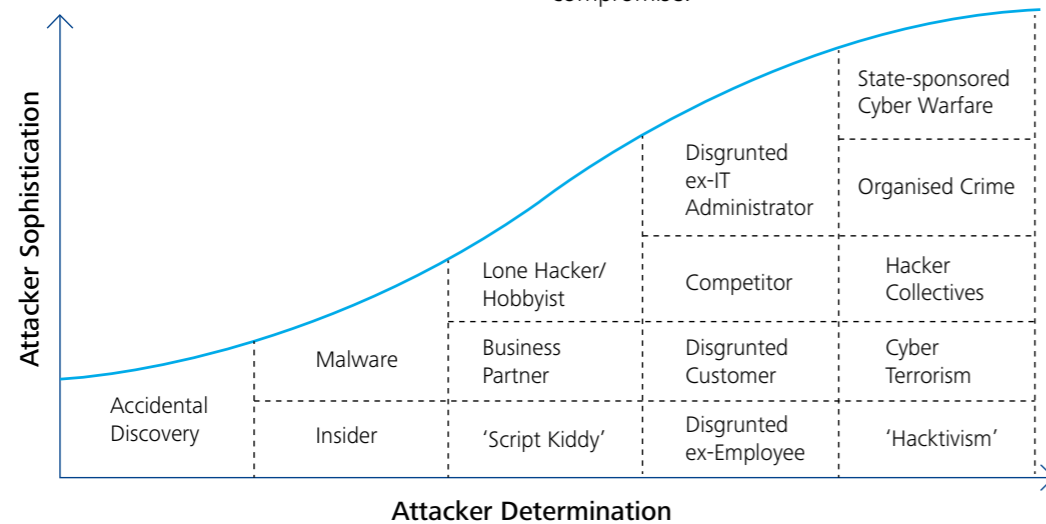 compromise.
Attacker Sophistication
State-sponsored
Cyber Warfare
Disgrunted
ex-IT
Administrator
Organised Crime
Lone Hacker/
Hobbyist
Competitor
Hacker
Collectives
Malware
Business
Partner
Disgrunted
Customer
Cyber
Terrorism
Accidental
Discovery
Insider
‘Script Kiddy’
Disgrunted
ex-Employee
‘Hacktivism’
Attacker Determination